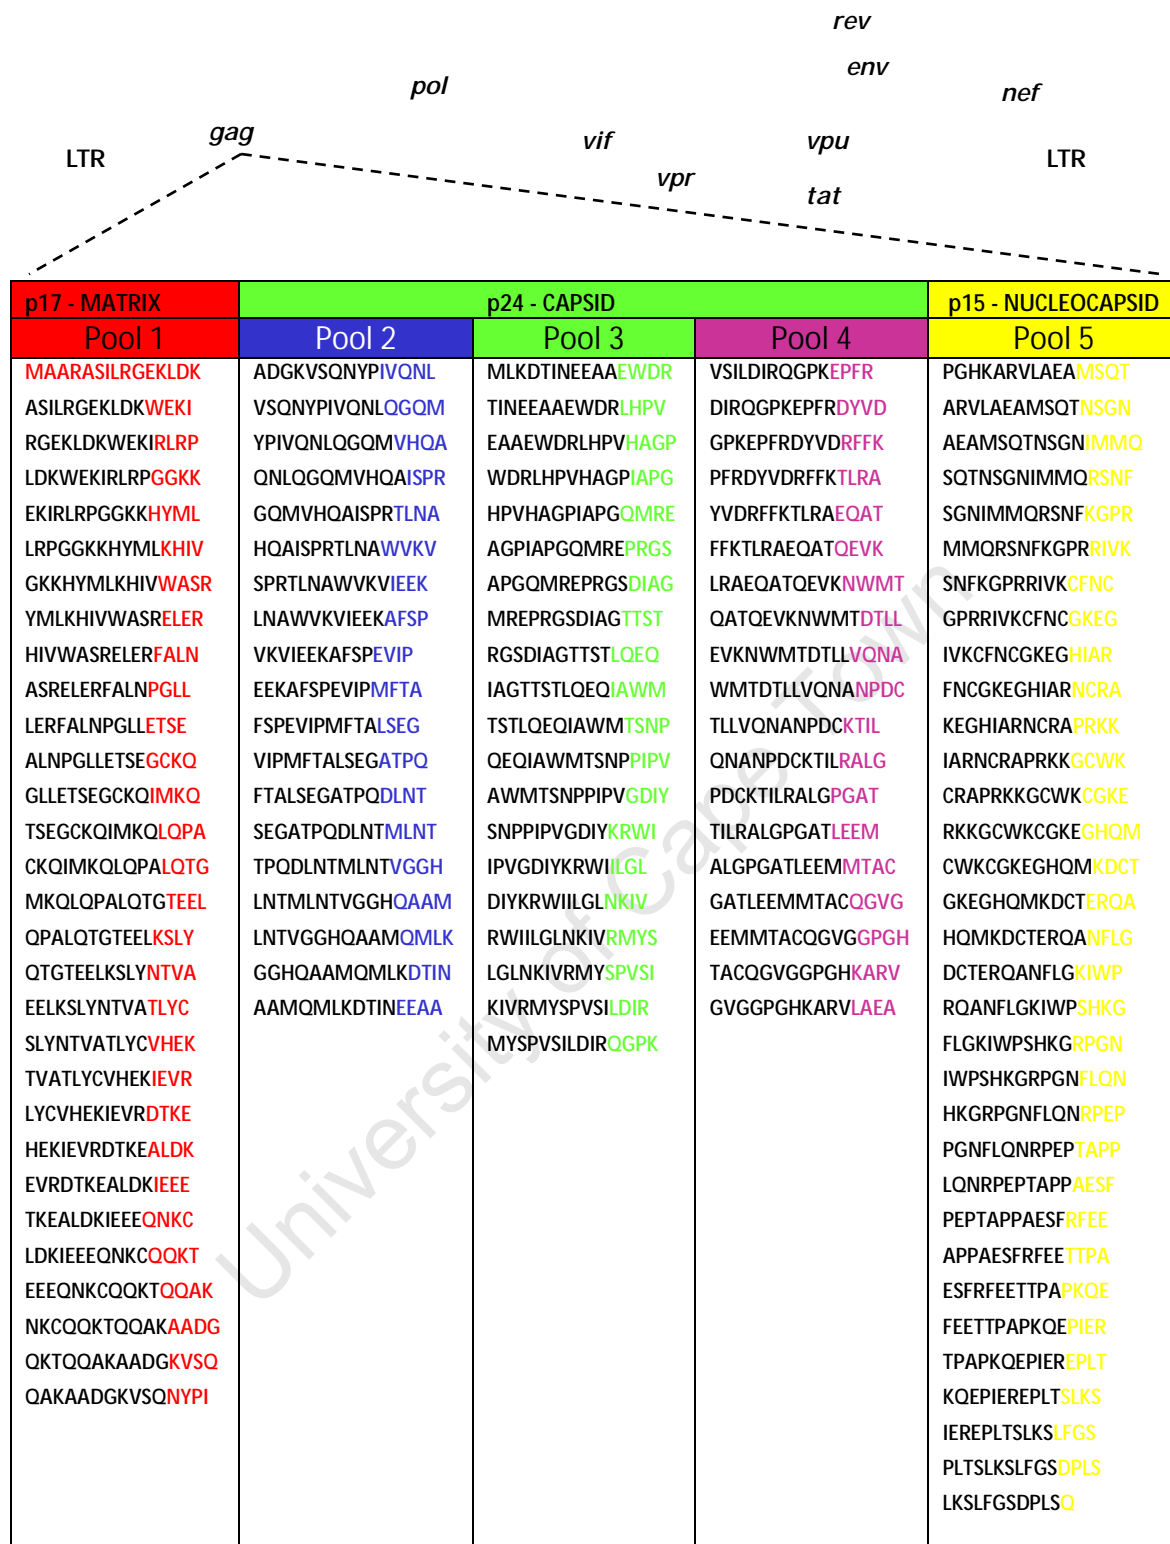 rev
env
pol
nef
gag
vif
vpu
LTR
LTR
vpr
tat
p17 - MATRIX
p24 - CAPSID
p15 - NUCLEOCAPSID
Pool 1
Pool 2
Pool 3
Pool 4
Pool 5
MAARASILRGEKLDK
ASILRGEKLDKWEKI
RGEKLDKWEKIRLRP
LDKWEKIRLRPGGKK
EKIRLRPGGKKHYML
LRPGGKKHYMLKHIV
GKKHYMLKHIVWASR
YMLKHIVWASRELER
HIVWASRELERFALN
ASRELERFALNPGLL
LERFALNPGLLETSE
ALNPGLLETSEGCKQ
GLLETSEGCKQIMKQ
TSEGCKQIMKQLQPA
CKQIMKQLQPALQTG
MKQLQPALQTGTEEL
QPALQTGTEELKSLY
QTGTEELKSLYNTVA
EELKSLYNTVATLYC
SLYNTVATLYCVHEK
TVATLYCVHEKIEVR
LYCVHEKIEVRDTKE
HEKIEVRDTKEALDK
EVRDTKEALDKIEEE
TKEALDKIEEEQNKC
LDKIEEEQNKCQQKT
EEEQNKCQQKTQQAK
NKCQQKTQQAKAADG
QKTQQAKAADGKVSQ
QAKAADGKVSQNYPI
ADGKVSQNYPIVQNL
VSQNYPIVQNLQGQM
YPIVQNLQGQMVHQA
QNLQGQMVHQAISPR
GQMVHQAISPRTLNA
HQAISPRTLNAWVKV
SPRTLNAWVKVIEEK
LNAWVKVIEEKAFSP
VKVIEEKAFSPEVIP
EEKAFSPEVIPMFTA
FSPEVIPMFTALSEG
VIPMFTALSEGATPQ
FTALSEGATPQDLNT
SEGATPQDLNTMLNT
TPQDLNTMLNTVGGH
LNTMLNTVGGHQAAM
LNTVGGHQAAMQMLK
GGHQAAMQMLKDTIN
AAMQMLKDTINEEAA
MLKDTINEEAAEWDR
TINEEAAEWDRLHPV
EAAEWDRLHPVHAGP
WDRLHPVHAGPIAPG
HPVHAGPIAPGQMRE
AGPIAPGQMREPRGS
APGQMREPRGSDIAG
MREPRGSDIAGTTST
RGSDIAGTTSTLQEQ
IAGTTSTLQEQIAWM
TSTLQEQIAWMTSNP
QEQIAWMTSNPPIPV
AWMTSNPPIPVGDIY
SNPPIPVGDIYKRWI
IPVGDIYKRWIILGL
DIYKRWIILGLNKIV
RWIILGLNKIVRMYS
LGLNKIVRMYSPVSI
KIVRMYSPVSILDIR
MYSPVSILDIRQGPK
VSILDIRQGPKEPFR
DIRQGPKEPFRDYVD
GPKEPFRDYVDRFFK
PFRDYVDRFFKTLRA
YVDRFFKTLRAEQAT
FFKTLRAEQATQEVK
LRAEQATQEVKNWMT
QATQEVKNWMTDTLL
EVKNWMTDTLLVQNA
WMTDTLLVQNANPDC
TLLVQNANPDCKTIL
QNANPDCKTILRALG
PDCKTILRALGPGAT
TILRALGPGATLEEM
ALGPGATLEEMMTAC
GATLEEMMTACQGVG
EEMMTACQGVGGPGH
TACQGVGGPGHKARV
GVGGPGHKARVLAEA
PGHKARVLAEAMSQT
ARVLAEAMSQTNSGN
AEAMSQTNSGNIMMQ
SQTNSGNIMMQRSNF
SGNIMMQRSNFKGPR
MMQRSNFKGPRRIVK
SNFKGPRRIVKCFNC
GPRRIVKCFNCGKEG
IVKCFNCGKEGHIAR
FNCGKEGHIARNCRA
KEGHIARNCRAPRKK
IARNCRAPRKKGCWK
CRAPRKKGCWKCGKE
RKKGCWKCGKEGHQM
CWKCGKEGHQMKDCT
GKEGHQMKDCTERQA
HQMKDCTERQANFLG
DCTERQANFLGKIWP
RQANFLGKIWPSHKG
FLGKIWPSHKGRPGN
IWPSHKGRPGNFLQN
HKGRPGNFLQNRPEP
PGNFLQNRPEPTAPP
LQNRPEPTAPPAESF
PEPTAPPAESFRFEE
APPAESFRFEETTPA
ESFRFEETTPAPKQE
FEETTPAPKQEPIER
TPAPKQEPIEREPLT
KQEPIEREPLTSLKS
IEREPLTSLKSLFGS
PLTSLKSLFGSDPLS
LKSLFGSDPLSQ
University of Cape Town